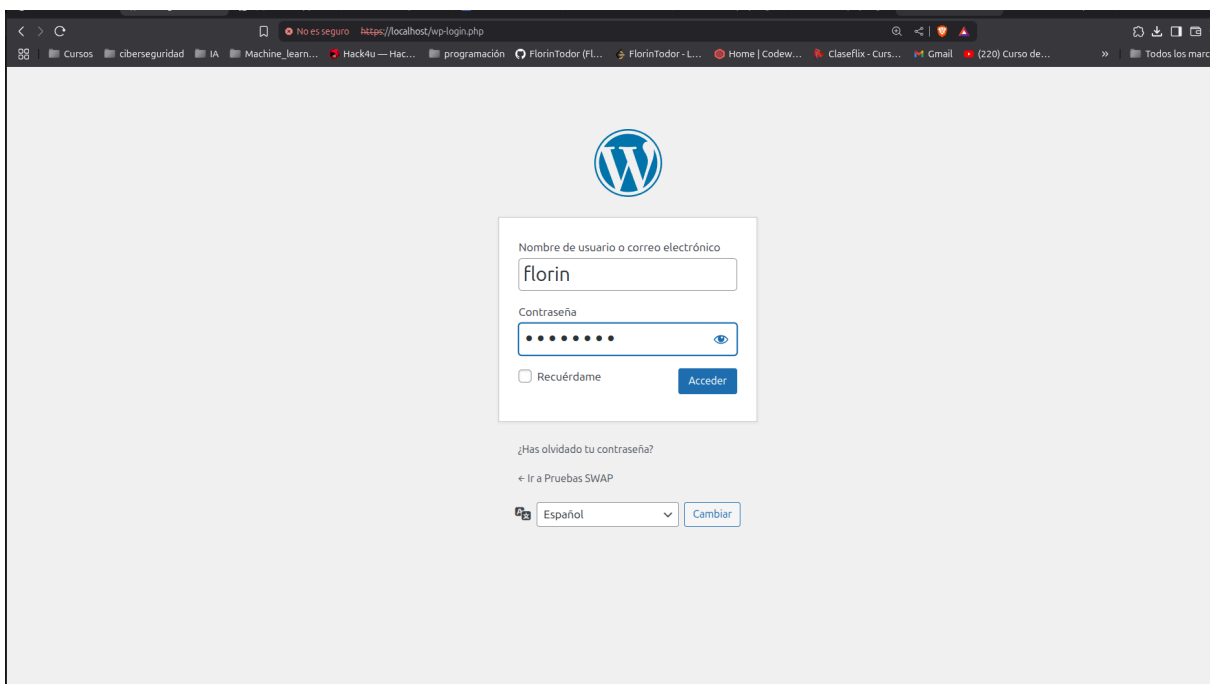 No es seguro https://localhost/wp-login.php
Cursos ciberseguridad IA Machine_learn... Hack4u — Hac... programación FlorinTodor (Fl... FlorinTodor - L... Home | Codew... Claseflix - Curs... Gmail (220) Curso de... » Todos los marc
Nombre de usuario o correo electrónico
florin
Contraseña
Recuérdame
Acceder
¿Has olvidado tu contraseña?
← Ir a Pruebas SWAP
Español
Cambiar